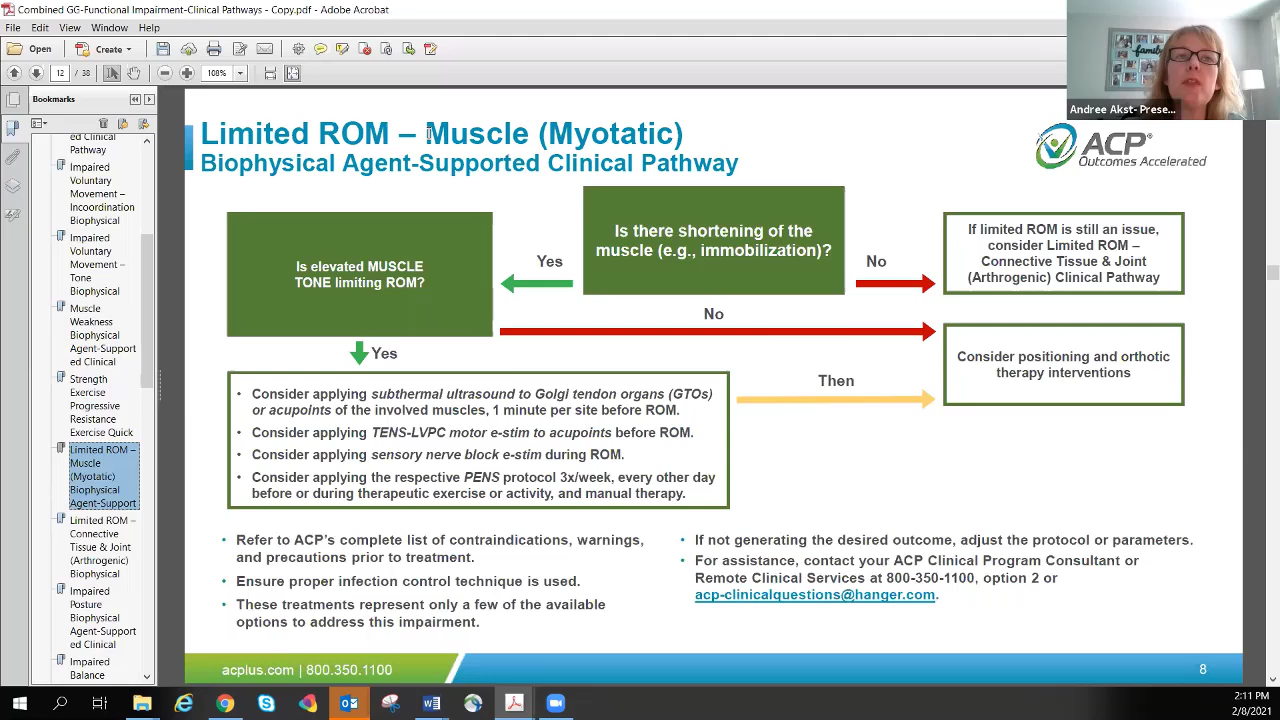 Combined GG-Functional Impairment-Clinical Pathways - Copy.pdf - Adobe Acrobat
File Edit View Window Help
Open
Create
12 / 38
108%
Bookmarks
ed Clinical
Pathway
Impaired
Voluntary
Movement –
Incoordination
Biophysical
Impaired
Voluntary
Movement –
Tone
Biophysical
Muscle
Weakness
Biophysical
Agent-Support
ed Clinical
Strength
Exercise
Progressive
Resistance
Exercise Quick
Limited ROM –
Muscle
(Myotatic)
Biophysical
Agent-Support
Limited ROM –
Connective
Tissue & Joint
(Arthrogenic)
Biophysical
Impaired
Posture
Biophysical
Agent-Support
ed Clinical
Impaired
Balance
family
Andree Akst- Prese...
Limited ROM – Muscle (Myotatic)
Biophysical Agent-Supported Clinical Pathway
ACP®
Outcomes Accelerated
Is elevated MUSCLE
TONE limiting ROM?
Yes
Is there shortening of the
muscle (e.g., immobilization)?
No
If limited ROM is still an issue,
consider Limited ROM –
Connective Tissue & Joint
(Arthrogenic) Clinical Pathway
No
Consider positioning and orthotic
therapy interventions
Yes
Then
• Consider applying subthermal ultrasound to Golgi tendon organs (GTOs)
or acupoints of the involved muscles, 1 minute per site before ROM.
• Consider applying TENS-LVPC motor e-stim to acupoints before ROM.
• Consider applying sensory nerve block e-stim during ROM.
• Consider applying the respective PENS protocol 3x/week, every other day
before or during therapeutic exercise or activity, and manual therapy.
• Refer to ACP's complete list of contraindications, warnings,
and precautions prior to treatment.
• Ensure proper infection control technique is used.
• These treatments represent only a few of the available
options to address this impairment.
• If not generating the desired outcome, adjust the protocol or parameters.
• For assistance, contact your ACP Clinical Program Consultant or
Remote Clinical Services at 800-350-1100, option 2 or
acp-clinicalquestions@hanger.com.
acplus.com | 800.350.1100
8
2:11 PM
2/8/2021